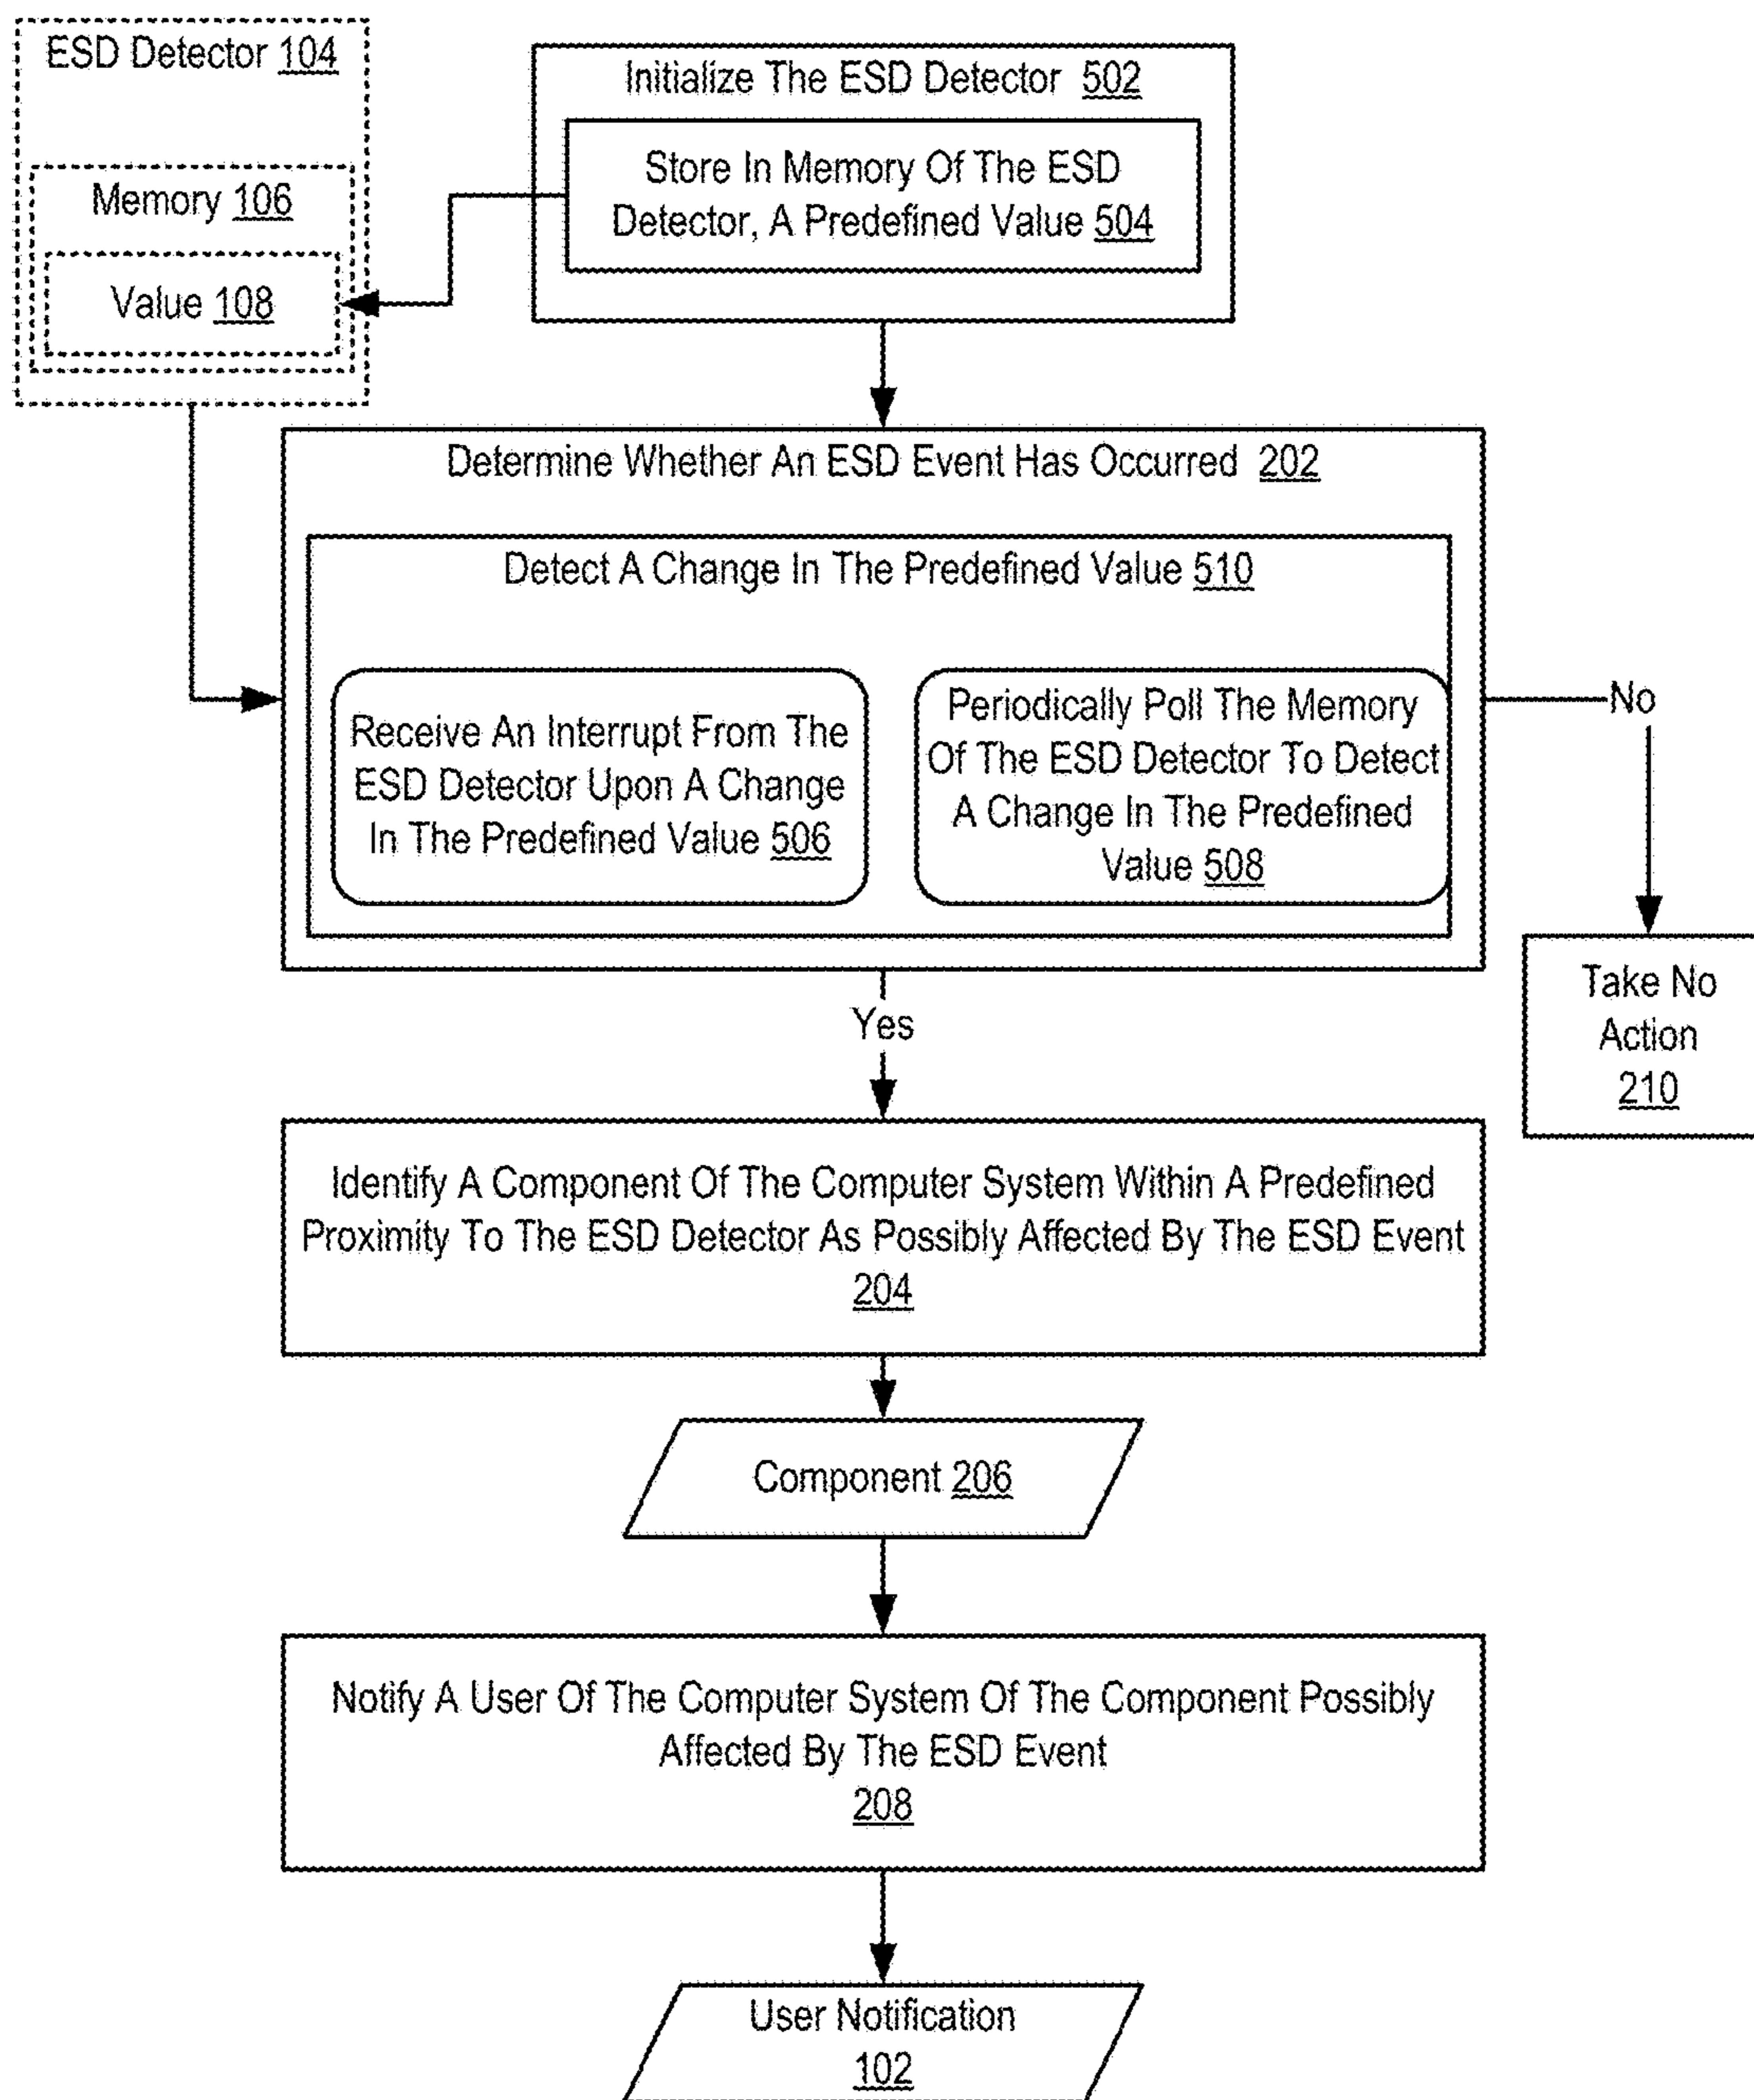 ESD Detector 104
Memory 106
Value 108
Initialize The ESD Detector 502
Store In Memory Of The ESD
Detector, A Predefined Value 504
Determine Whether An ESD Event Has Occurred 202
Detect A Change In The Predefined Value 510
Receive An Interrupt From The
ESD Detector Upon A Change
In The Predefined Value 506
Periodically Poll The Memory
Of The ESD Detector To Detect
A Change In The Predefined
Value 508
No
Take No
Action
210
Yes
Identify A Component Of The Computer System Within A Predefined
Proximity To The ESD Detector As Possibly Affected By The ESD Event
204
Component 206
Notify A User Of The Computer System Of The Component Possibly
Affected By The ESD Event
208
User Notification
102